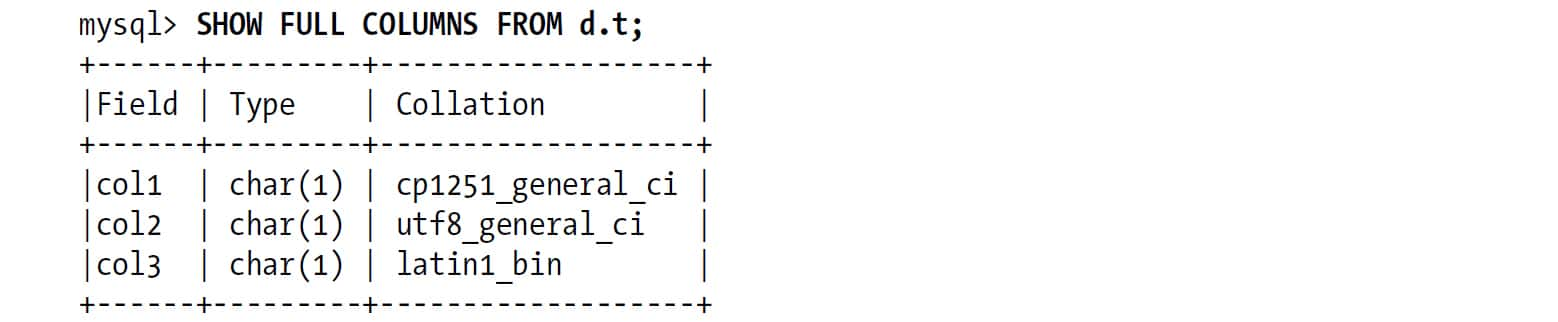 mysql> SHOW FULL COLUMNS FROM d.t;
+------+---------+-------------------+
|Field | Type    | Collation         |
+------+---------+-------------------+
|col1  | char(1) | cp1251_general_ci |
|col2  | char(1) | utf8_general_ci   |
|col3  | char(1) | latin1_bin        |
+------+---------+-------------------+